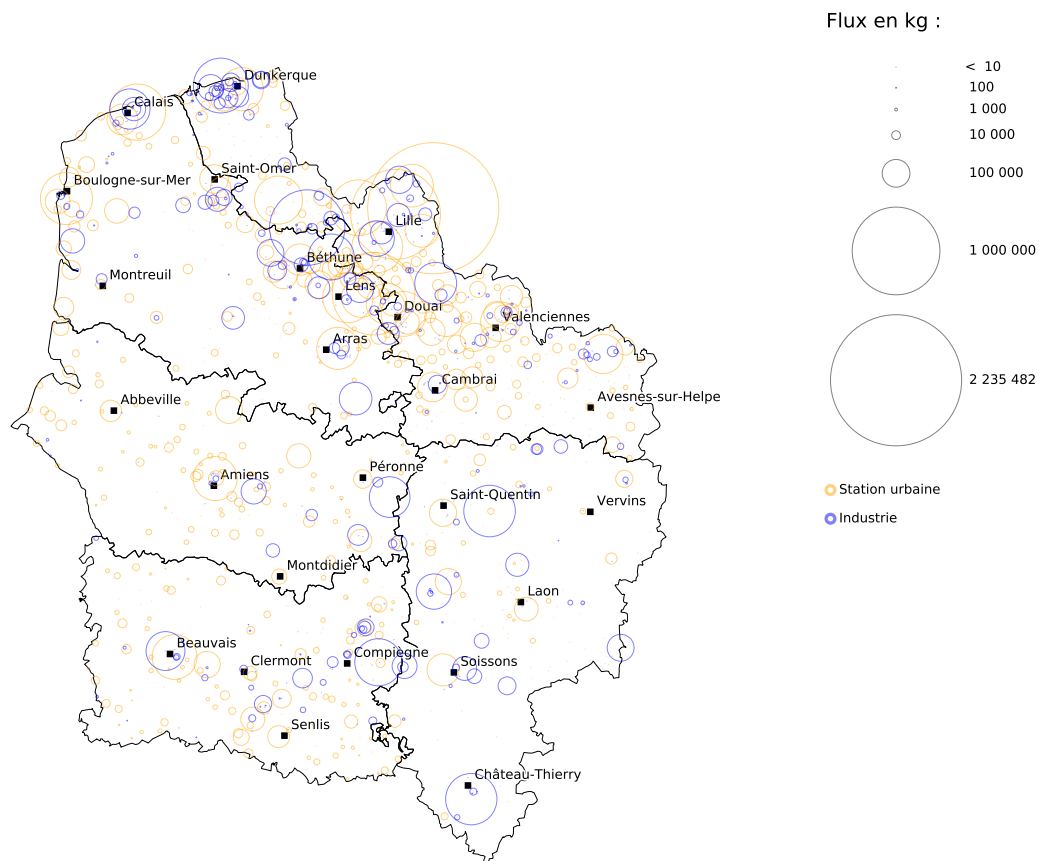 Flux en kg :
< 10
100
1 000
10 000
100 000
1 000 000
2 235 482
Station urbaine
Industrie
Dunkerque
Calais
Saint-Omer
Boulogne-sur-Mer
Lille
Béthune
Montreuil
Lens
Douai
Valenciennes
Arras
Cambrai
Avesnes-sur-Helpe
Abbeville
Amiens
Péronne
Saint-Quentin
Vervins
Montdidier
Laon
Beauvais
Clermont
Compiègne
Soissons
Senlis
Château-Thierry